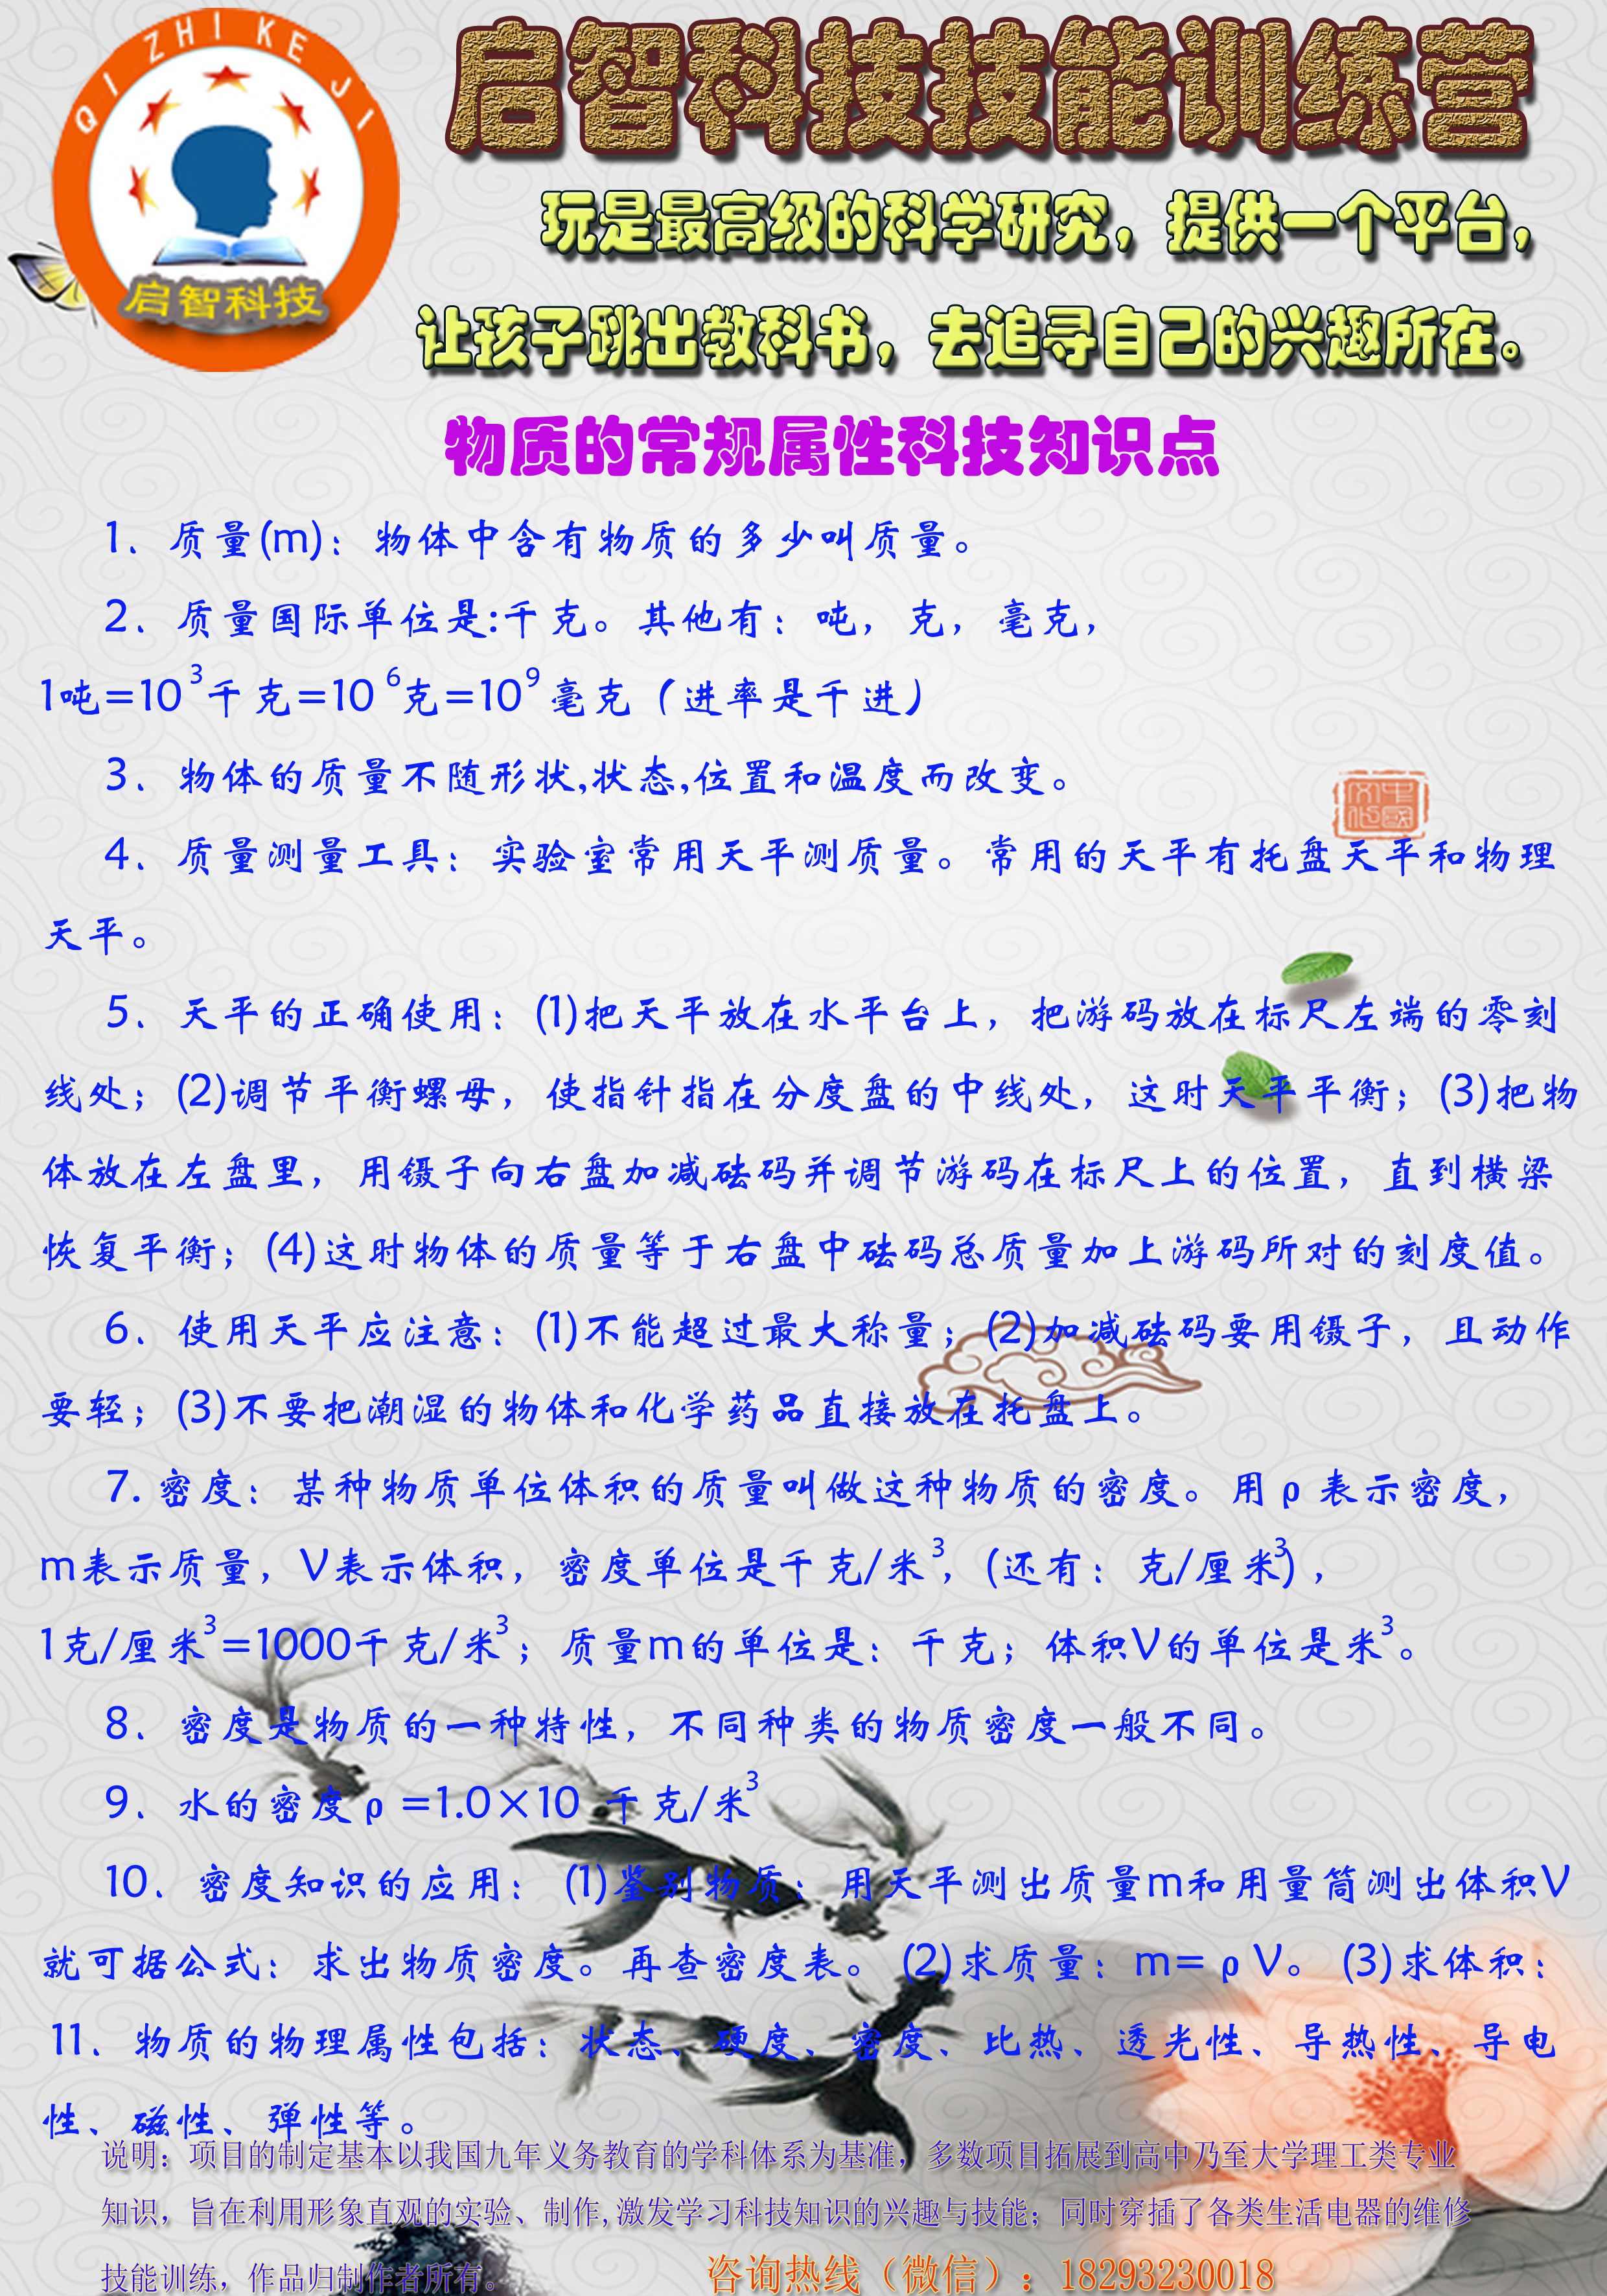 QI ZHI KE JI
启智科技
启智科技技能训练营
玩是最高级的科学研究，提供一个平台，
让孩子跳出教科书，去追寻自己的兴趣所在。
物质的常规属性科技知识点
1、质量(m)：物体中含有物质的多少叫质量。
2、质量国际单位是:千克。其他有：吨，克，毫克，
1吨=10³千克=10⁶克=10⁹毫克（进率是千进）
3、物体的质量不随形状,状态,位置和温度而改变。
中国文化
4、质量测量工具：实验室常用天平测质量。常用的天平有托盘天平和物理
天平。
5、天平的正确使用：(1)把天平放在水平台上，把游码放在标尺左端的零刻
线处；(2)调节平衡螺母，使指针指在分度盘的中线处，这时天平平衡；(3)把物
体放在左盘里，用镊子向右盘加减砝码并调节游码在标尺上的位置，直到横梁
恢复平衡；(4)这时物体的质量等于右盘中砝码总质量加上游码所对的刻度值。
6、使用天平应注意：(1)不能超过最大称量；(2)加减砝码要用镊子，且动作
要轻；(3)不要把潮湿的物体和化学药品直接放在托盘上。
7. 密度：某种物质单位体积的质量叫做这种物质的密度。用ρ表示密度，
m表示质量，V表示体积，密度单位是千克/米³，(还有：克/厘米³)，
1克/厘米³=1000千克/米³；质量m的单位是：千克；体积V的单位是米³。
8、密度是物质的一种特性，不同种类的物质密度一般不同。
9、水的密度ρ=1.0×10 千克/米³
10、密度知识的应用：(1)鉴别物质：用天平测出质量m和用量筒测出体积V
就可据公式：求出物质密度。再查密度表。(2)求质量：m=ρV。(3)求体积：
11、物质的物理属性包括：状态、硬度、密度、比热、透光性、导热性、导电
性、磁性、弹性等。
说明：项目的制定基本以我国九年义务教育的学科体系为基准，多数项目拓展到高中乃至大学理工类专业
知识，旨在利用形象直观的实验、制作,激发学习科技知识的兴趣与技能；同时穿插了各类生活电器的维修
技能训练，作品归制作者所有。
咨询热线（微信）：18293230018